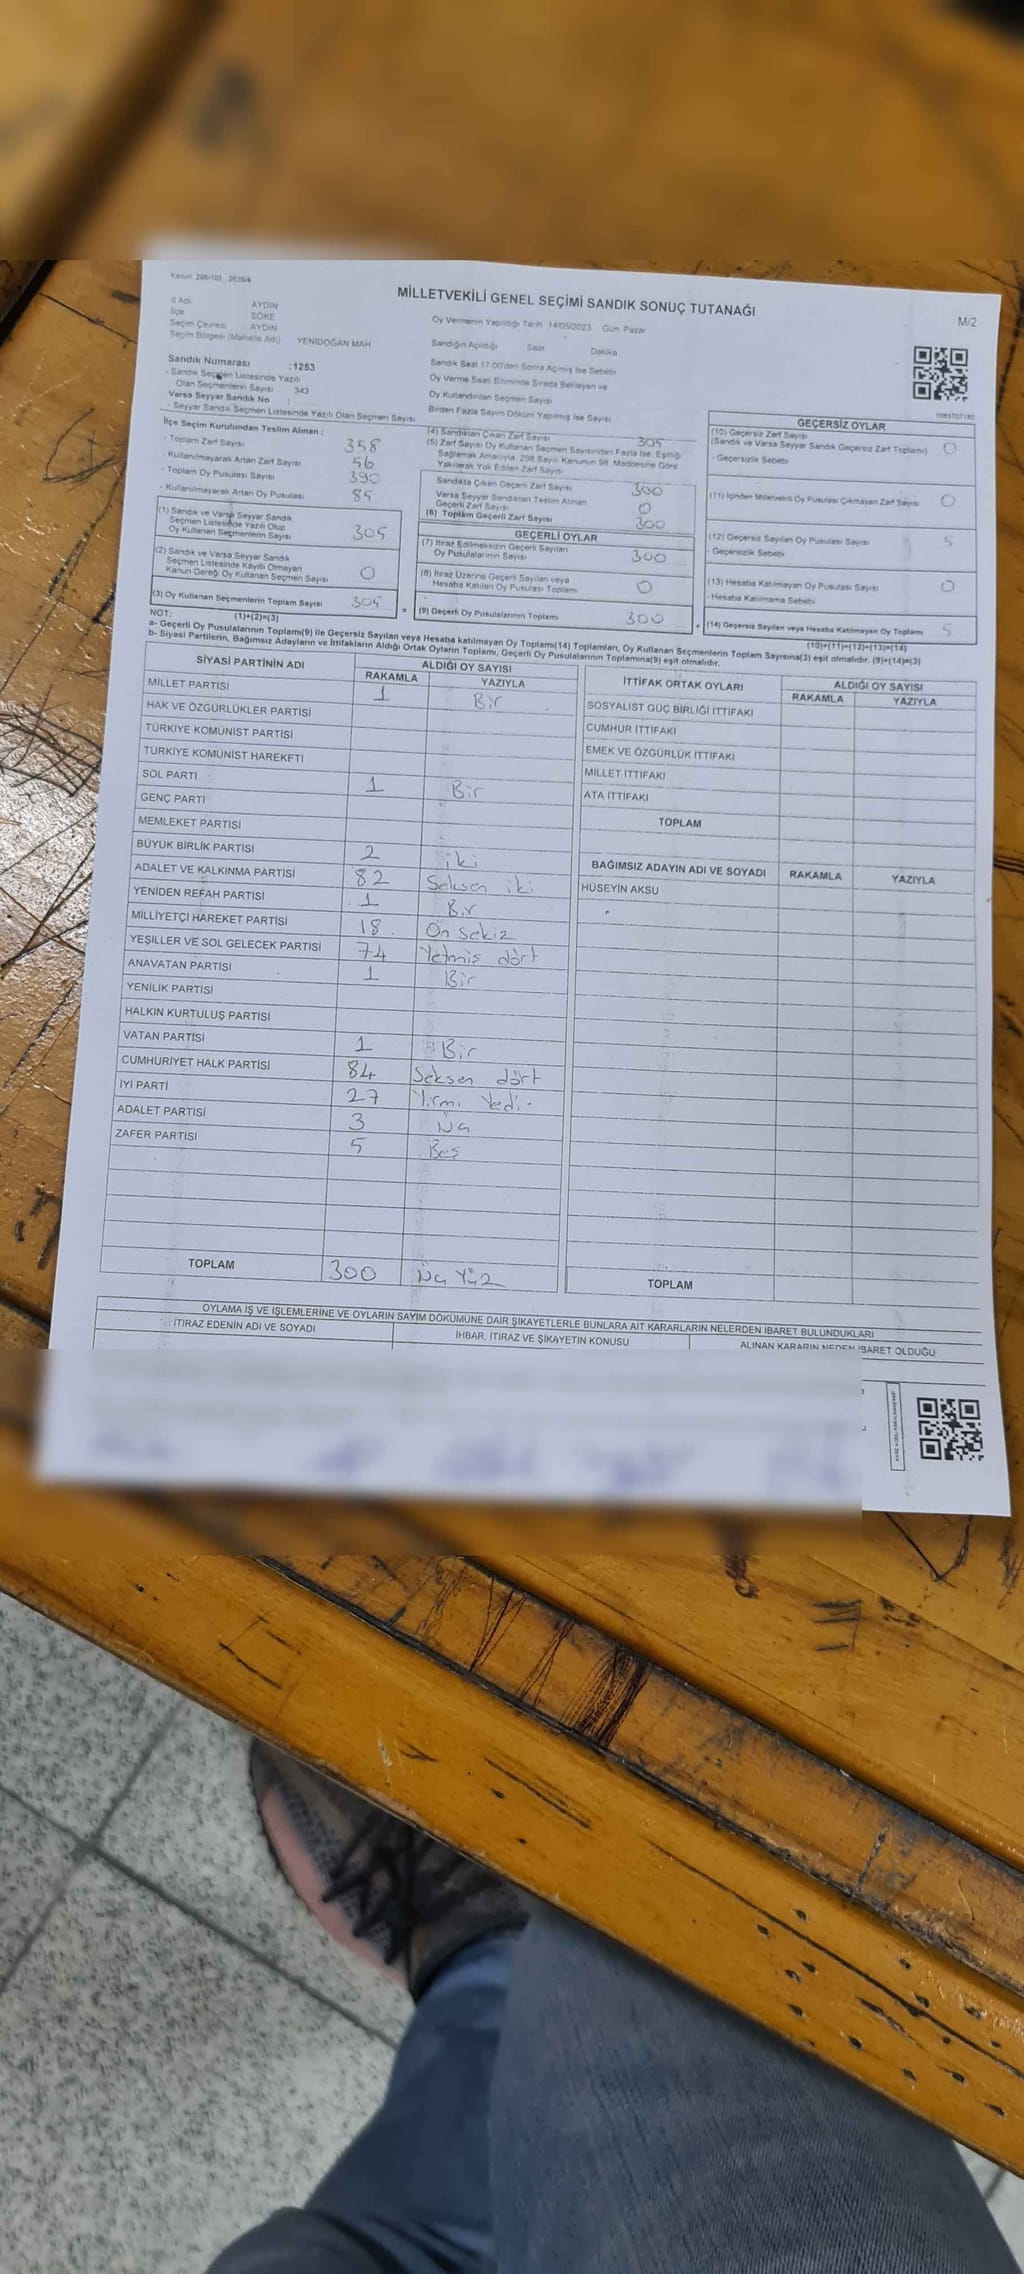 Kanun 298/105 2839/4
MİLLETVEKİLİ GENEL SEÇİMİ SANDIK SONUÇ TUTANAĞI
M/2
İl Adı AYDIN
İlçe SÖKE
Seçim Çevresi AYDIN
Seçim Bölgesi (Mahalle Adı) YENİDOĞAN MAH
Oy Vermenin Yapıldığı Tarih 14/05/2023 Gün Pazar
Sandığın Açıldığı Saat Dakika
Sandık Saat 17:00'dan Sonra Açılmış İse Sebebi
Oy Verme Saati Bitiminde Sırada Bekleyen ve
Oy Kullandırılan Seçmen Sayısı
Birden Fazla Sayım Döküm Yapılmış İse Sayısı
Sandık Numarası :1253
- Sandık Seçmen Listesinde Yazılı
Olan Seçmenlerin Sayısı 343
Varsa Seyyar Sandık No :
- Seyyar Sandık Seçmen Listesinde Yazılı Olan Seçmen Sayısı
İlçe Seçim Kurulundan Teslim Alınan :
- Toplam Zarf Sayısı 358
- Kullanılmayarak Artan Zarf Sayısı 56
- Toplam Oy Pusulası Sayısı 390
- Kullanılmayarak Artan Oy Pusulası 85
(1) Sandık ve Varsa Seyyar Sandık
Seçmen Listesinde Yazılı Olup
Oy Kullanan Seçmenlerin Sayısı 305
(2) Sandık ve Varsa Seyyar Sandık
Seçmen Listesinde Kayıtlı Olmayan
Kanun Gereği Oy Kullanan Seçmen Sayısı 0
(3) Oy Kullanan Seçmenlerin Toplam Sayısı 305
(1)+(2)=(3)
(4) Sandıktan Çıkan Zarf Sayısı 305
(5) Zarf Sayısı Oy Kullanan Seçmen Sayısından Fazla İse, Eşitliği
Sağlamak Amacıyla, 298 Sayılı Kanunun 98. Maddesine Göre
Yakılarak Yok Edilen Zarf Sayısı
Sandıkta Çıkan Geçerli Zarf Sayısı 300
Varsa Seyyar Sandıktan Teslim Alınan
Geçerli Zarf Sayısı 0
(6) Toplam Geçerli Zarf Sayısı 300
GEÇERLİ OYLAR
(7) İtiraz Edilmeksizin Geçerli Sayılan
Oy Pusulalarının Sayısı 300
(8) İtiraz Üzerine Geçerli Sayılan veya
Hesaba Katılan Oy Pusulası Toplamı 0
= (9) Geçerli Oy Pusulalarının Toplamı 300 +
1083707180
GEÇERSİZ OYLAR
(10) Geçersiz Zarf Sayısı
(Sandık ve Varsa Seyyar Sandık Geçersiz Zarf Toplamı) 0
- Geçersizlik Sebebi
(11) İçinden Milletvekili Oy Pusulası Çıkmayan Zarf Sayısı 0
(12) Geçersiz Sayılan Oy Pusulası Sayısı 5
- Geçersizlik Sebebi
(13) Hesaba Katılmayan Oy Pusulası Sayısı 0
- Hesaba Katılmama Sebebi
(14) Geçersiz Sayılan veya Hesaba Katılmayan Oy Toplamı 5
(10)+(11)+(12)+(13)=(14)
NOT:
a- Geçerli Oy Pusulalarının Toplamı(9) ile Geçersiz Sayılan veya Hesaba katılmayan Oy Toplamı(14) Toplamları, Oy Kullanan Seçmenlerin Toplam Sayısına(3) eşit olmalıdır. (9)+(14)=(3)
b- Siyasi Partilerin, Bağımsız Adayların ve İttifakların Aldığı Ortak Oyların Toplamı, Geçerli Oy Pusulalarının Toplamına(9) eşit olmalıdır.
SİYASİ PARTİNİN ADI ALDIĞI OY SAYISI
RAKAMLA YAZIYLA
MİLLET PARTİSİ 1 Bir
HAK VE ÖZGÜRLÜKLER PARTİSİ
TÜRKİYE KOMÜNİST PARTİSİ
TÜRKİYE KOMÜNİST HAREKETİ
SOL PARTİ 1 Bir
GENÇ PARTİ
MEMLEKET PARTİSİ
BÜYÜK BİRLİK PARTİSİ 2 iki
ADALET VE KALKINMA PARTİSİ 82 Seksen iki
YENİDEN REFAH PARTİSİ 1 Bir
MİLLİYETÇİ HAREKET PARTİSİ 18 On sekiz
YEŞİLLER VE SOL GELECEK PARTİSİ 74 Yetmiş dört
ANAVATAN PARTİSİ 1 Bir
YENİLİK PARTİSİ
HALKIN KURTULUŞ PARTİSİ
VATAN PARTİSİ 1 Bir
CUMHURİYET HALK PARTİSİ 84 Seksen dört
İYİ PARTİ 27 Yirmi Yedi
ADALET PARTİSİ 3 Üç
ZAFER PARTİSİ 5 Beş
TOPLAM 300 Üç Yüz
İTTİFAK ORTAK OYLARI ALDIĞI OY SAYISI
RAKAMLA YAZIYLA
SOSYALİST GÜÇ BİRLİĞİ İTTİFAKI
CUMHUR İTTİFAKI
EMEK VE ÖZGÜRLÜK İTTİFAKI
MİLLET İTTİFAKI
ATA İTTİFAKI
TOPLAM
BAĞIMSIZ ADAYIN ADI VE SOYADI RAKAMLA YAZIYLA
HÜSEYİN AKSU
TOPLAM
OYLAMA İŞ VE İŞLEMLERİNE VE OYLARIN SAYIM DÖKÜMÜNE DAİR ŞİKAYETLERLE BUNLARA AİT KARARLARIN NELERDEN İBARET BULUNDUKLARI
İTİRAZ EDENİN ADI VE SOYADI İHBAR, İTİRAZ VE ŞİKAYETİN KONUSU ALINAN KARARIN NEDEN İBARET OLDUĞU